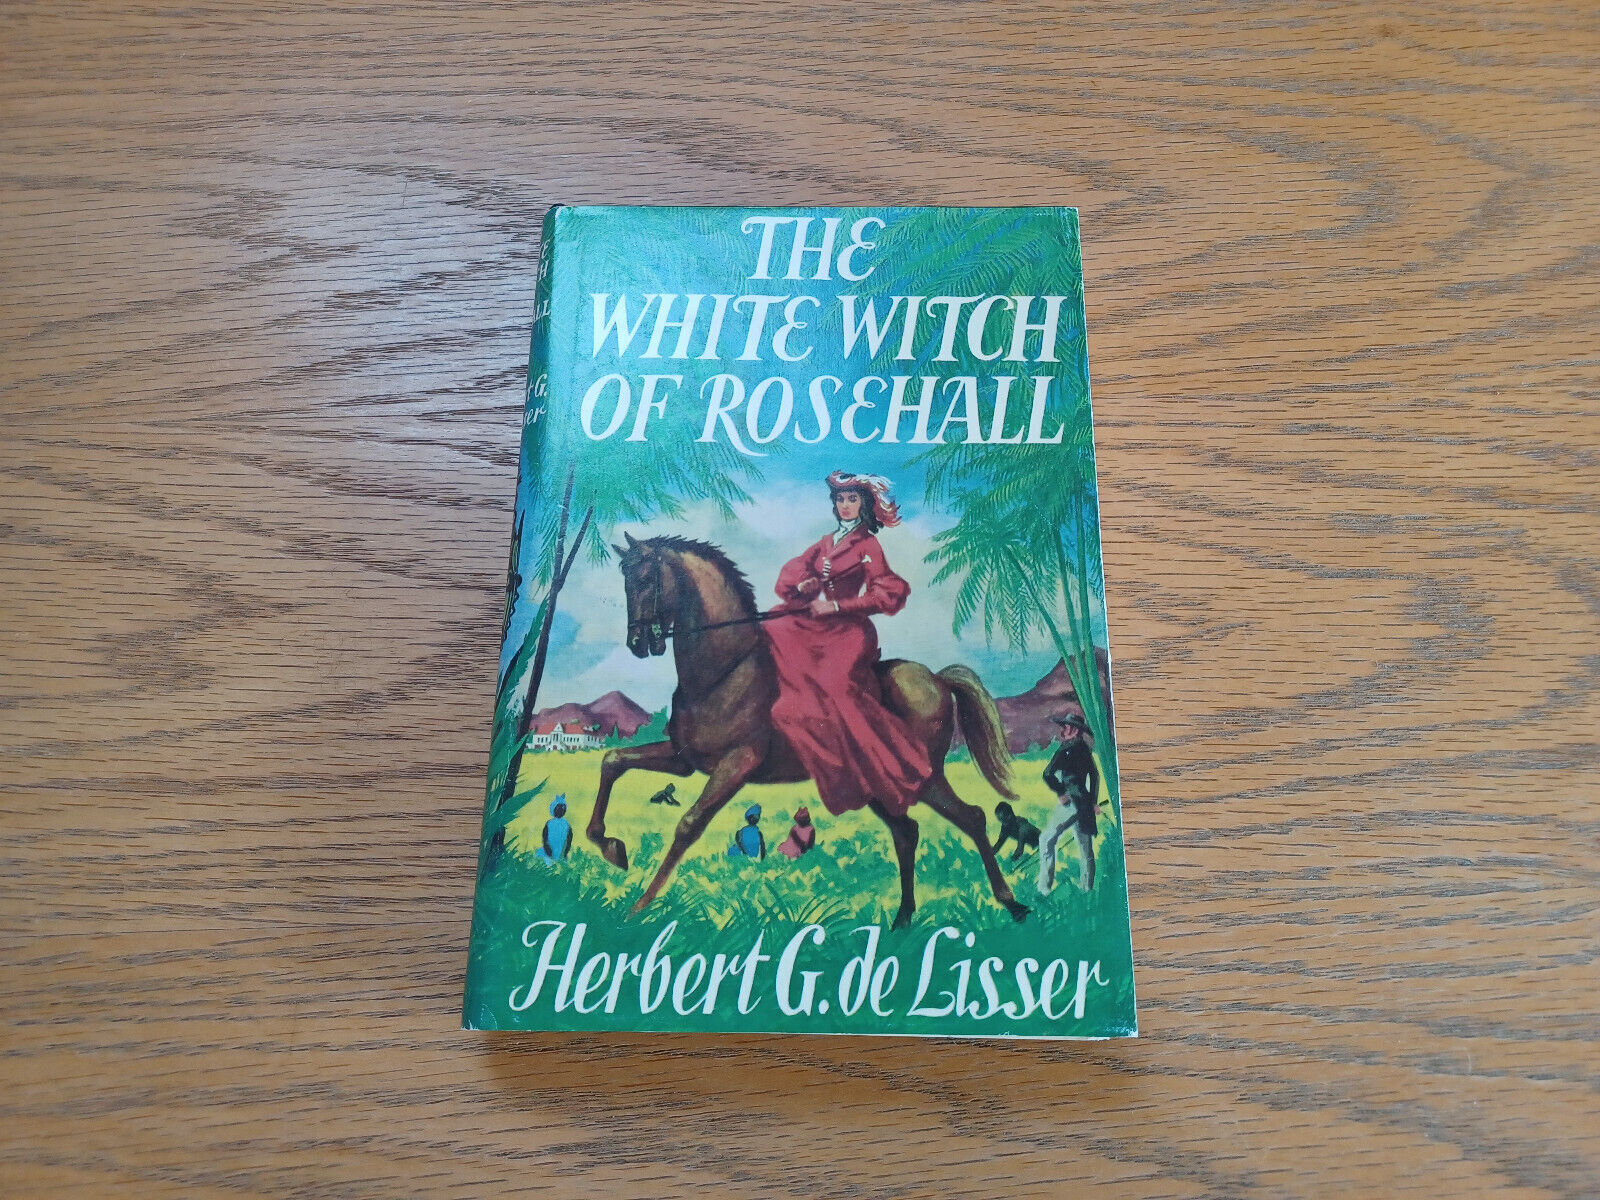 THE
WHITE WITCH
OF ROSEHALL
Herbert G. de Lisser